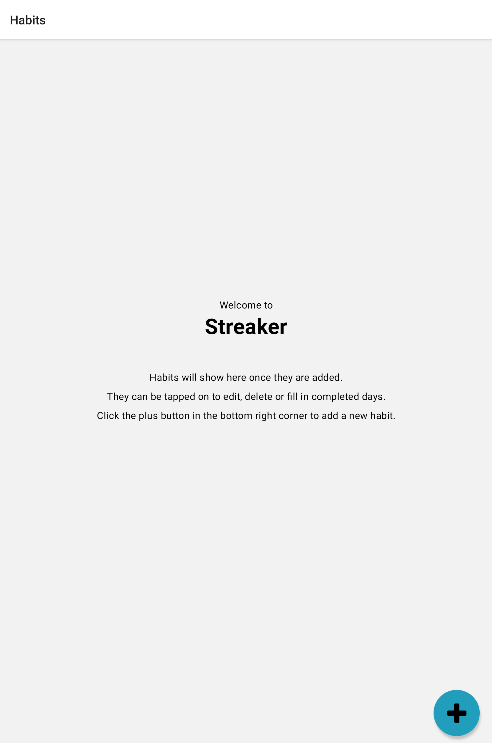 Habits
Welcome to
Streaker
Habits will show here once they are added.
They can be tapped on to edit, delete or fill in completed days.
Click the plus button in the bottom right corner to add a new habit.